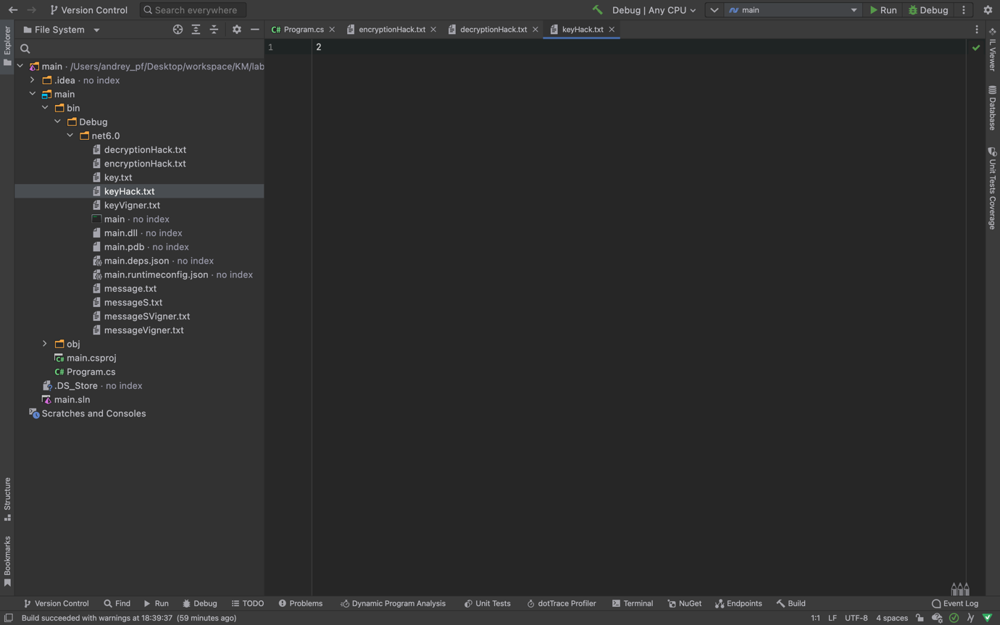 Version Control
Search everywhere
Debug | Any CPU
main
Run
Debug
Explorer
File System
C# Program.cs
encryptionHack.txt
decryptionHack.txt
keyHack.txt
1
2
main · /Users/andrey_pf/Desktop/workspace/KM/lab
.idea · no index
main
bin
Debug
net6.0
decryptionHack.txt
encryptionHack.txt
key.txt
keyHack.txt
keyVigner.txt
main · no index
main.dll · no index
main.pdb · no index
main.deps.json · no index
main.runtimeconfig.json · no index
message.txt
messageS.txt
messageSVigner.txt
messageVigner.txt
obj
C# main.csproj
C# Program.cs
.DS_Store · no index
main.sln
Scratches and Consoles
Structure
Bookmarks
IL Viewer
Database
Unit Tests Coverage
Version Control
Find
Run
Debug
TODO
Problems
Dynamic Program Analysis
Unit Tests
dotTrace Profiler
Terminal
NuGet
Endpoints
Build
Event Log
Build succeeded with warnings at 18:39:37 (59 minutes ago)
1:1
LF
UTF-8
4 spaces